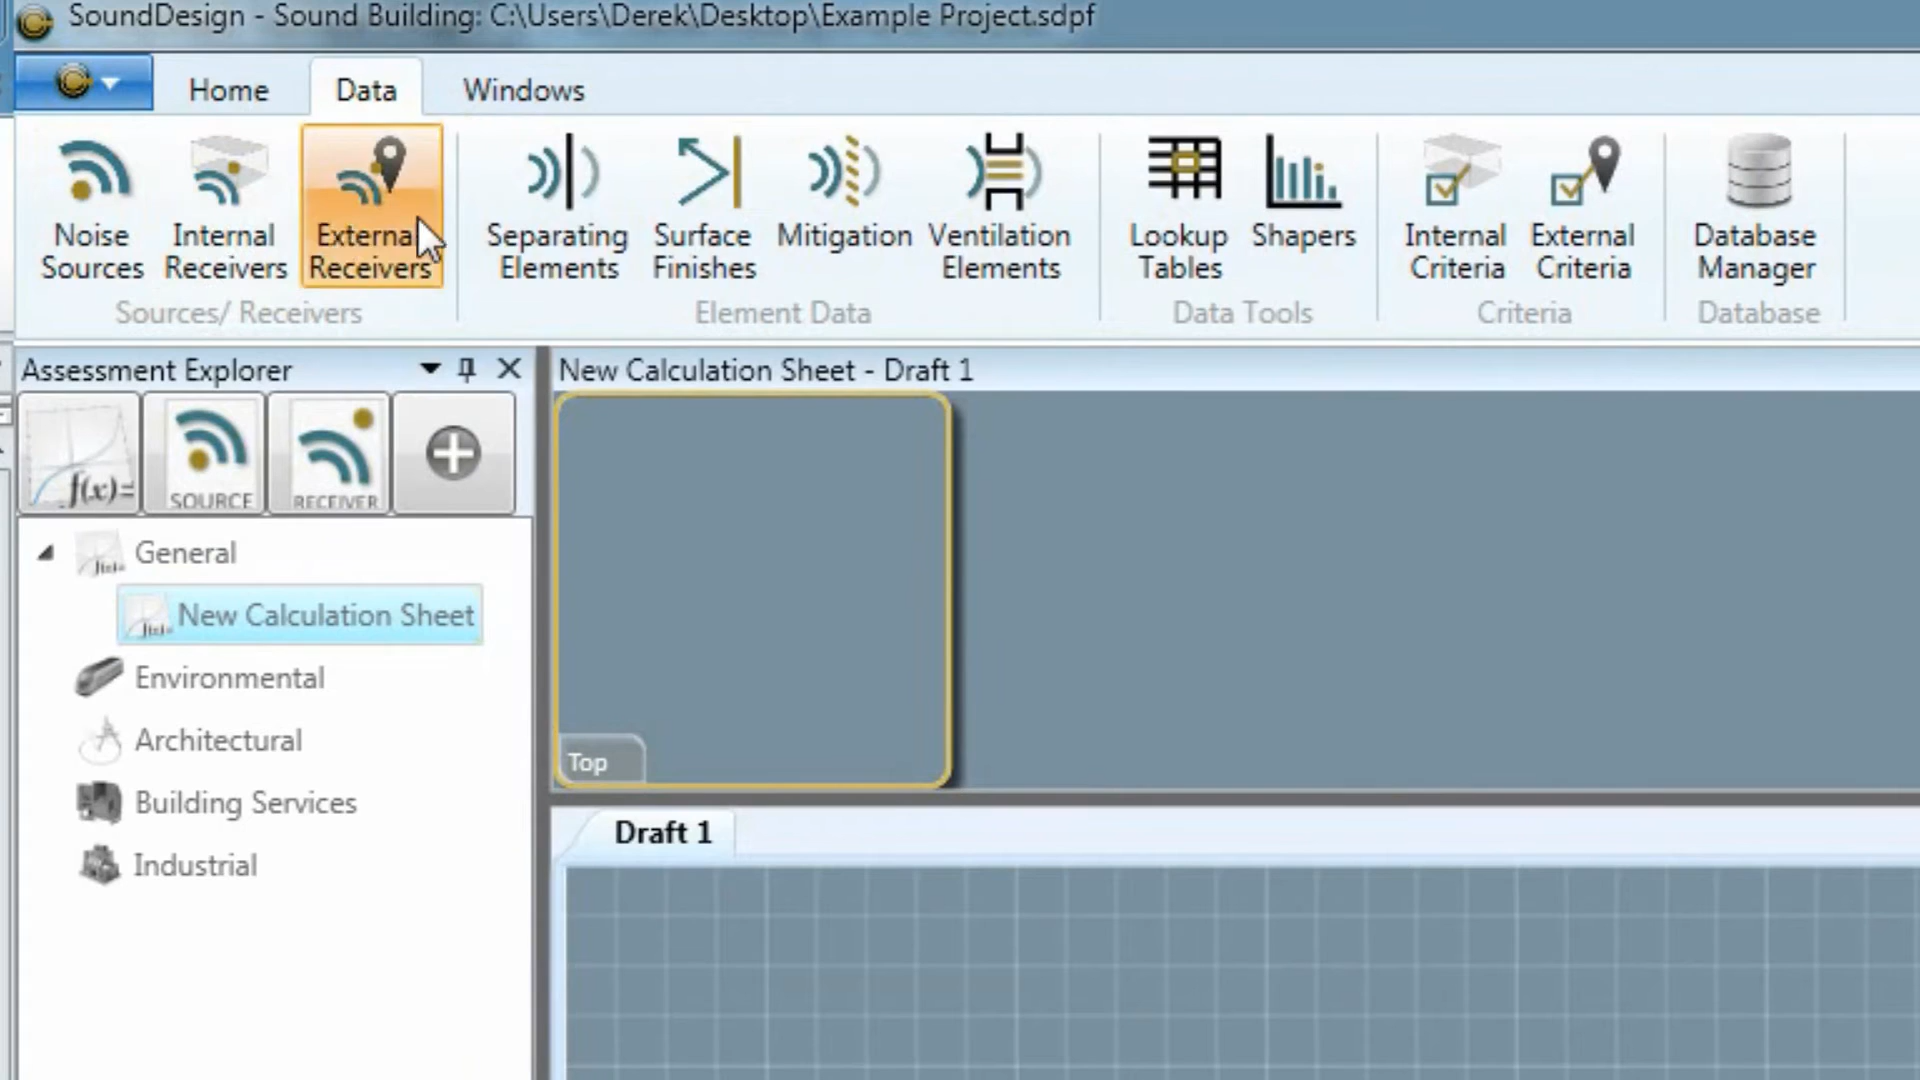 SoundDesign - Sound Building: C:\Users\Derek\Desktop\Example Project.sdpf
Home Data Windows
Noise Sources
Internal Receivers
External Receivers
Sources/ Receivers
Separating Elements
Surface Finishes
Mitigation
Ventilation Elements
Element Data
Lookup Tables
Shapers
Data Tools
Internal Criteria
External Criteria
Criteria
Database Manager
Database
Assessment Explorer
f(x)=
SOURCE
RECEIVER
General
New Calculation Sheet
Environmental
Architectural
Building Services
Industrial
New Calculation Sheet - Draft 1
Top
Draft 1